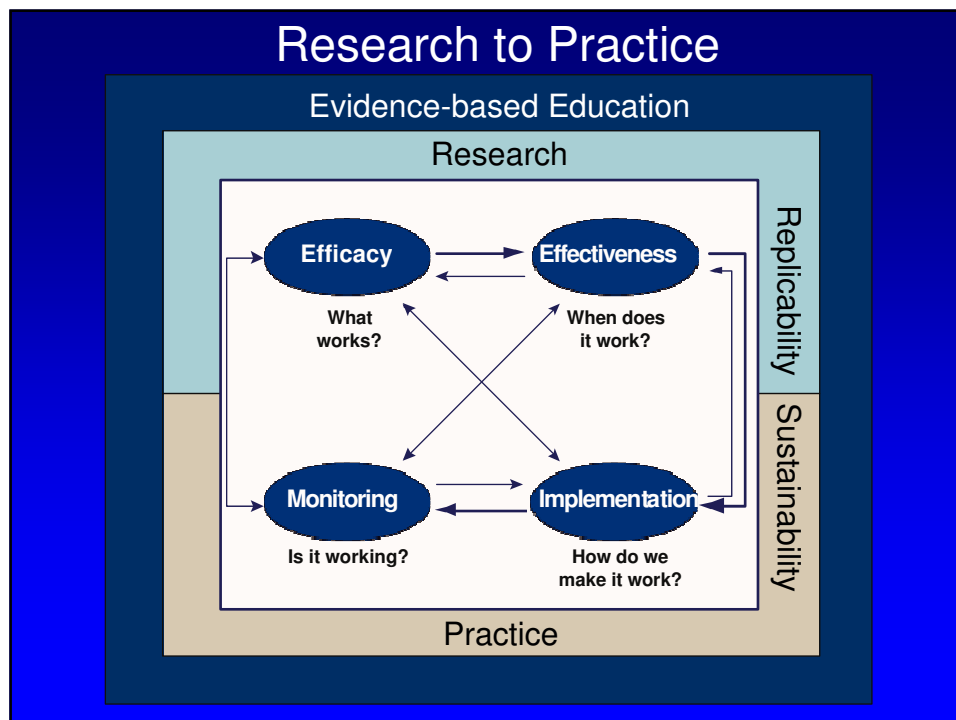 Research to Practice
Evidence-based Education
Research
Efficacy
Effectiveness
What
works?
When does
it work?
Replicability
Monitoring
Implementation
Is it working?
How do we
make it work?
Sustainability
Practice